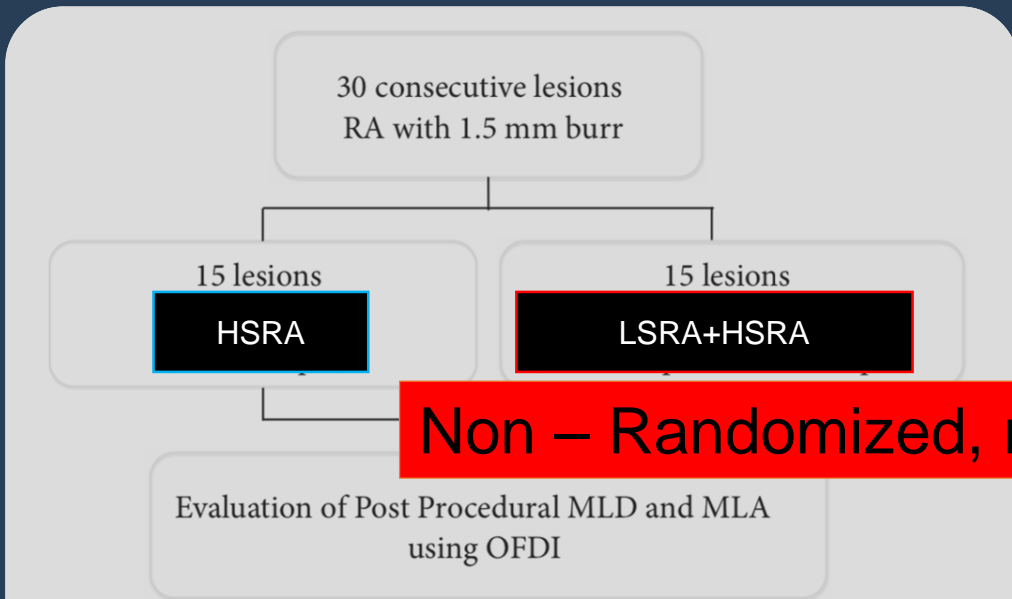 30 consecutive lesions
RA with 1.5 mm burr
15 lesions
HSRA
15 lesions
LSRA+HSRA
Non – Randomized,
Evaluation of Post Procedural MLD and MLA
using OFDI